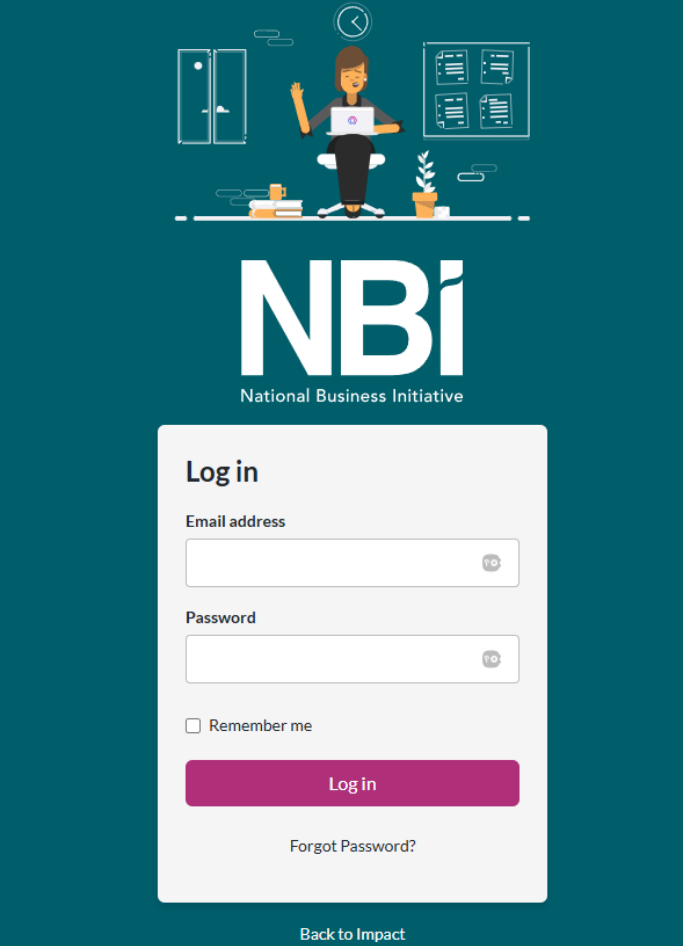 NBi
National Business Initiative
Log in
Email address
Password
Remember me
Log in
Forgot Password?
Back to Impact